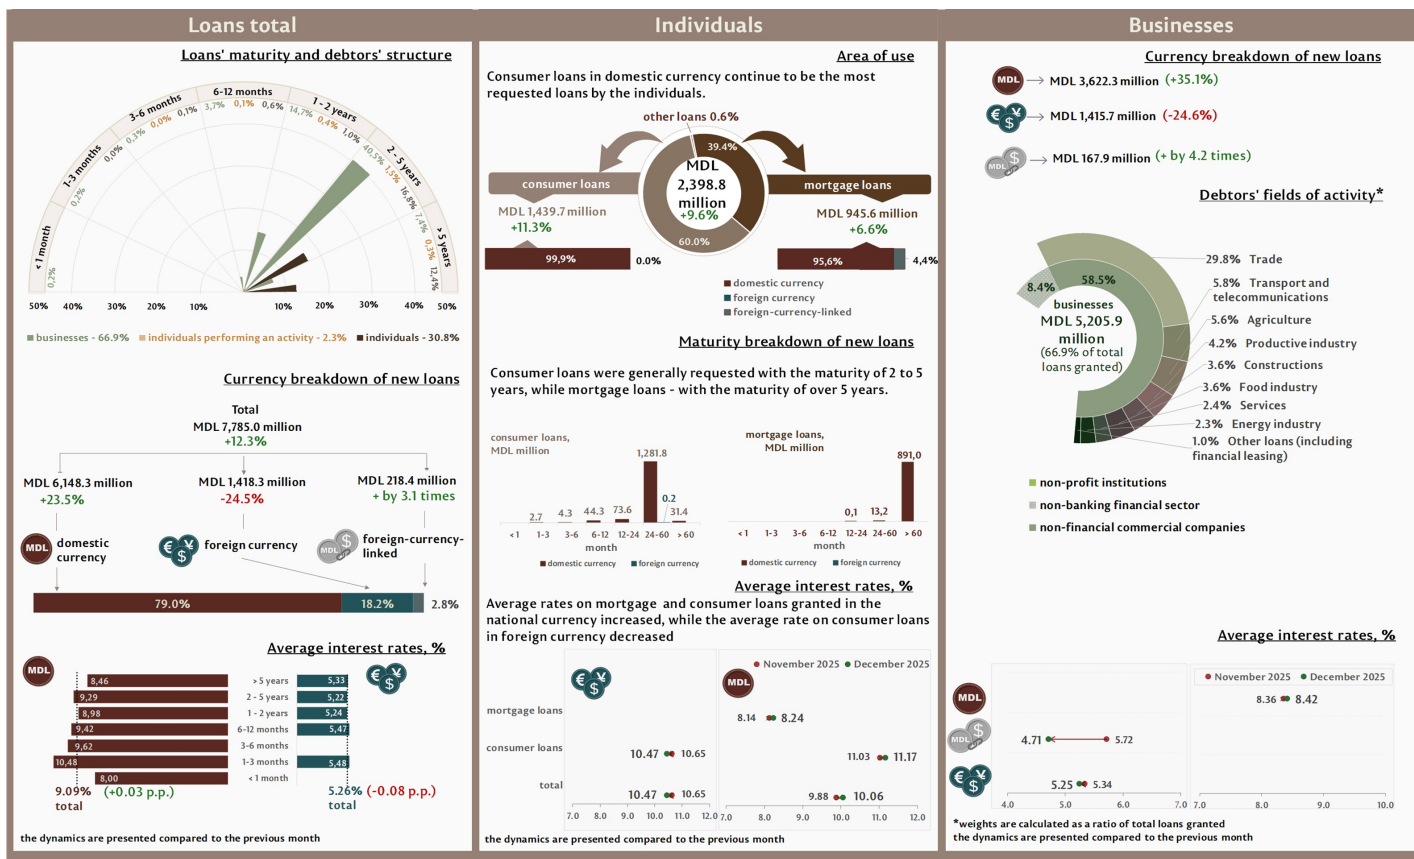 Loans total
Loans' maturity and debtors' structure
< 1 month
1-3 months
3-6 months
6-12 months
1 - 2 years
2 - 5 years
> 5 years
0,2%
0,2%
0,0%
0,3%
0,0%
0,1%
3,7%
0,1%
0,6%
14,7%
0,4%
1,0%
40,5%
1,5%
16,8%
7,4%
0,3%
12,4%
50% 40% 30% 20% 10% 10% 20% 30% 40% 50%
businesses - 66.9% individuals performing an activity - 2.3% individuals - 30.8%
Currency breakdown of new loans
Total
MDL 7,785.0 million
+12.3%
MDL 6,148.3 million
+23.5%
MDL 1,418.3 million
-24.5%
MDL 218.4 million
+ by 3.1 times
MDL
domestic
currency
€ ¥ $
foreign currency
MDL $
foreign-currency-
linked
79.0% 18.2% 2.8%
Average interest rates, %
MDL
€ ¥ $
8,46 > 5 years 5,33
9,29 2 - 5 years 5,22
8,98 1 - 2 years 5,24
9,42 6-12 months 5,47
9,62 3-6 months
10,48 1-3 months 5,48
8,00 < 1 month
9.09% (+0.03 p.p.)
total
5.26% (-0.08 p.p.)
total
the dynamics are presented compared to the previous month
Individuals
Area of use
Consumer loans in domestic currency continue to be the most
requested loans by the individuals.
other loans 0.6%
39.4%
MDL
2,398.8
million
+9.6%
60.0%
consumer loans
MDL 1,439.7 million
+11.3%
99,9% 0.0%
mortgage loans
MDL 945.6 million
+6.6%
95,6% 4,4%
domestic currency
foreign currency
foreign-currency-linked
Maturity breakdown of new loans
Consumer loans were generally requested with the maturity of 2 to 5
years, while mortgage loans - with the maturity of over 5 years.
consumer loans,
MDL million
2.7 4.3 44.3 73.6 1,281.8 0.2 31.4
< 1 1-3 3-6 6-12 12-24 24-60 > 60
month
domestic currency foreign currency
mortgage loans,
MDL million
0,1 13,2 891,0
< 1 1-3 3-6 6-12 12-24 24-60 > 60
month
domestic currency foreign currency
Average interest rates, %
Average rates on mortgage and consumer loans granted in the
national currency increased, while the average rate on consumer loans
in foreign currency decreased
€ ¥ $
MDL
November 2025 December 2025
mortgage loans 8.14 8.24
consumer loans 10.47 10.65 11.03 11.17
total 10.47 10.65 9.88 10.06
7.0 8.0 9.0 10.0 11.0 12.0 7.0 8.0 9.0 10.0 11.0 12.0
the dynamics are presented compared to the previous month
Businesses
Currency breakdown of new loans
MDL MDL 3,622.3 million (+35.1%)
€ ¥ $ MDL 1,415.7 million (-24.6%)
MDL $ MDL 167.9 million (+ by 4.2 times)
Debtors' fields of activity*
8.4%
58.5%
businesses
MDL 5,205.9
million
(66.9% of total
loans granted)
29.8% Trade
5.8% Transport and
telecommunications
5.6% Agriculture
4.2% Productive industry
3.6% Constructions
3.6% Food industry
2.4% Services
2.3% Energy industry
1.0% Other loans (including
financial leasing)
non-profit institutions
non-banking financial sector
non-financial commercial companies
Average interest rates, %
November 2025 December 2025
MDL 8.36 8.42
MDL $ 4.71 5.72
€ ¥ $ 5.25 5.34
4.0 5.0 6.0 7.0 7.0 8.0 9.0 10.0
*weights are calculated as a ratio of total loans granted
the dynamics are presented compared to the previous month